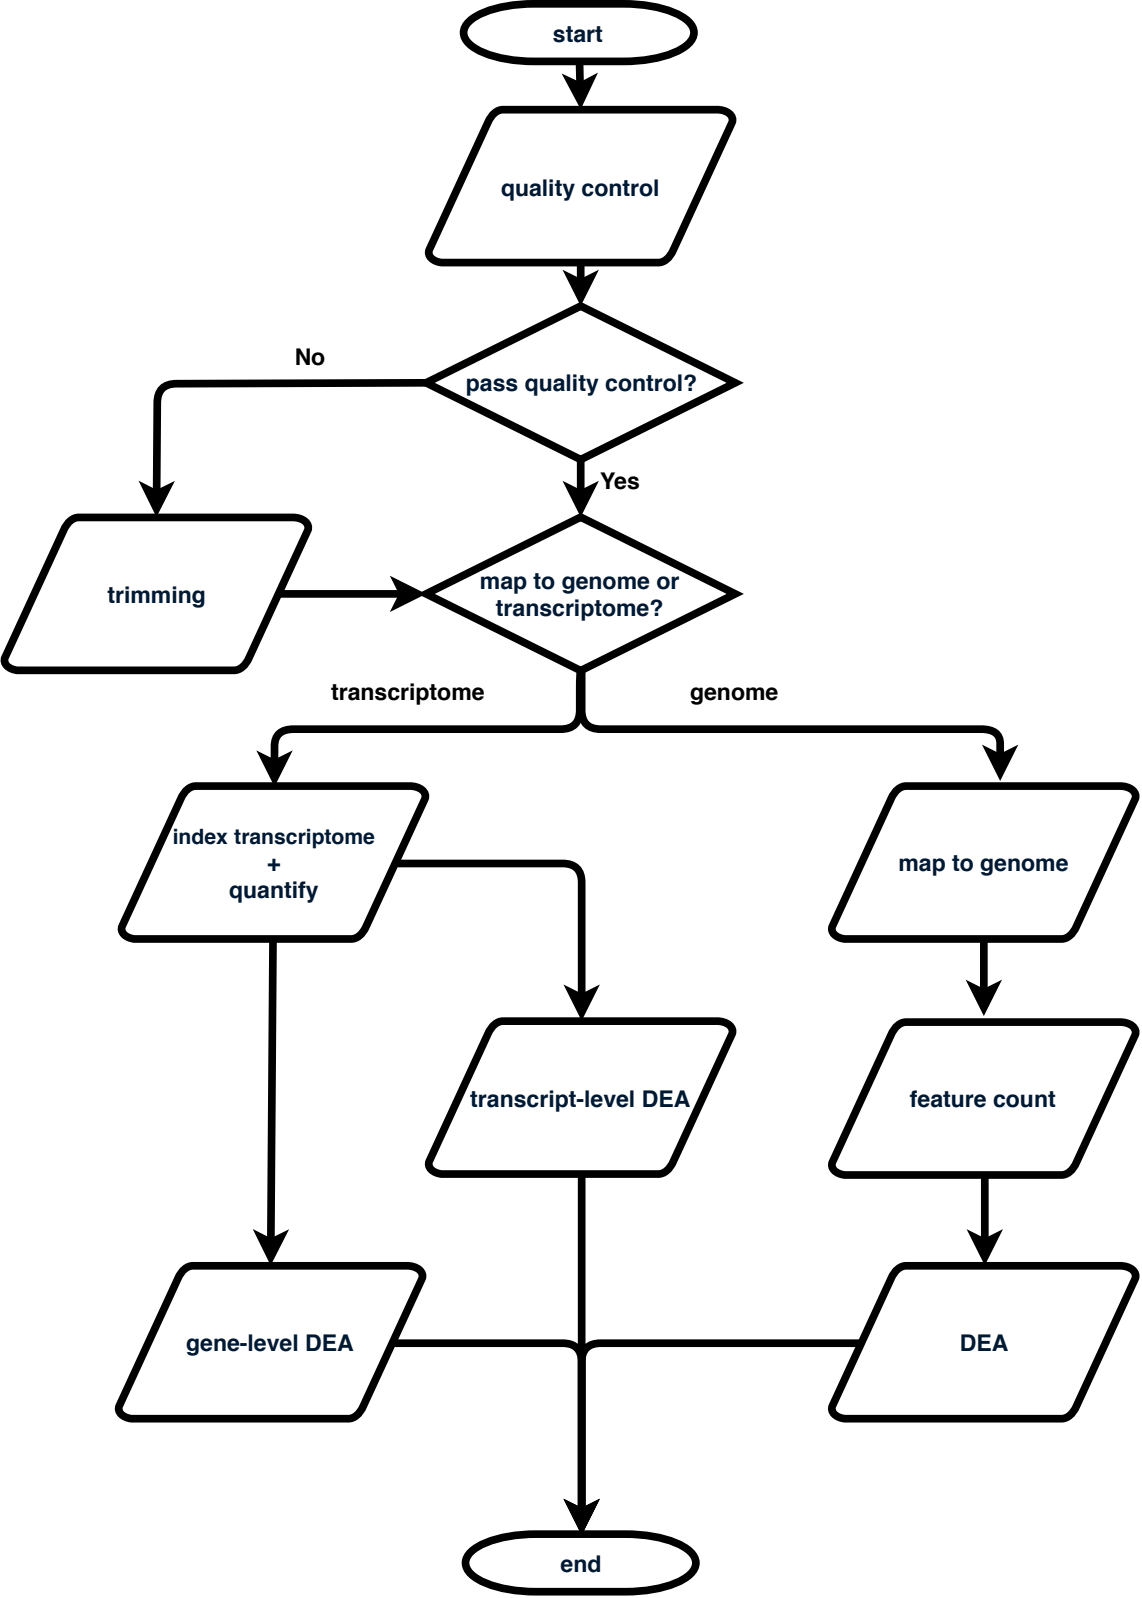 start
quality control
No
pass quality control?
Yes
trimming
map to genome or
transcriptome?
transcriptome
genome
index transcriptome
+
quantify
map to genome
transcript-level DEA
feature count
gene-level DEA
DEA
end